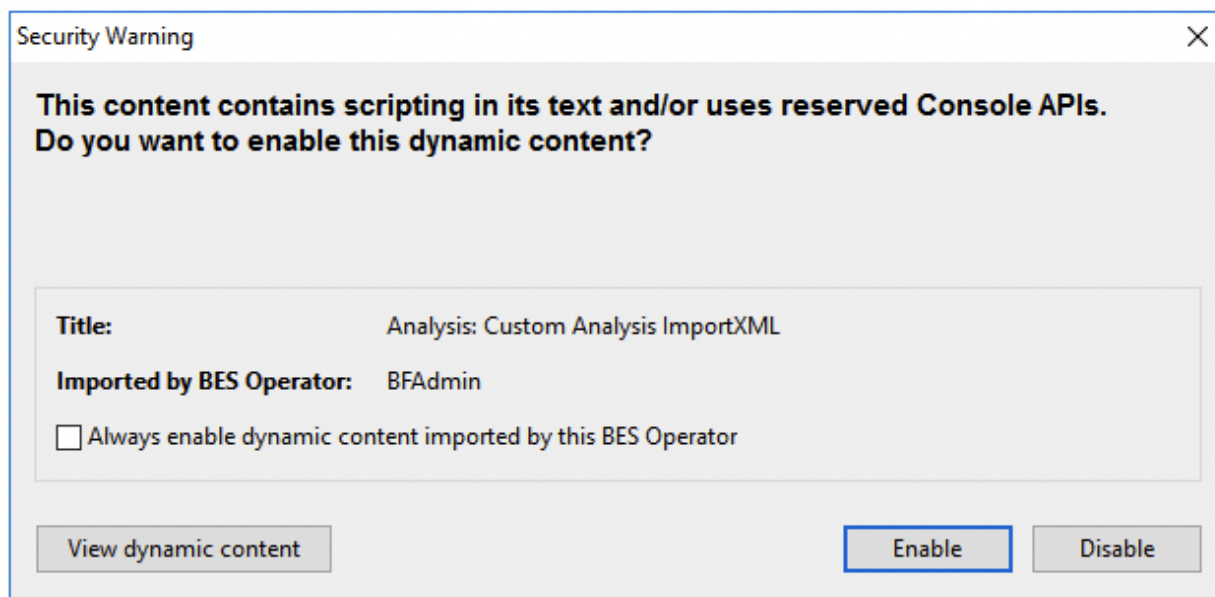 Security Warning
This content contains scripting in its text and/or uses reserved Console APIs.
Do you want to enable this dynamic content?
Title: Analysis: Custom Analysis ImportXML
Imported by BES Operator: BFAdmin
Always enable dynamic content imported by this BES Operator
View dynamic content Enable Disable